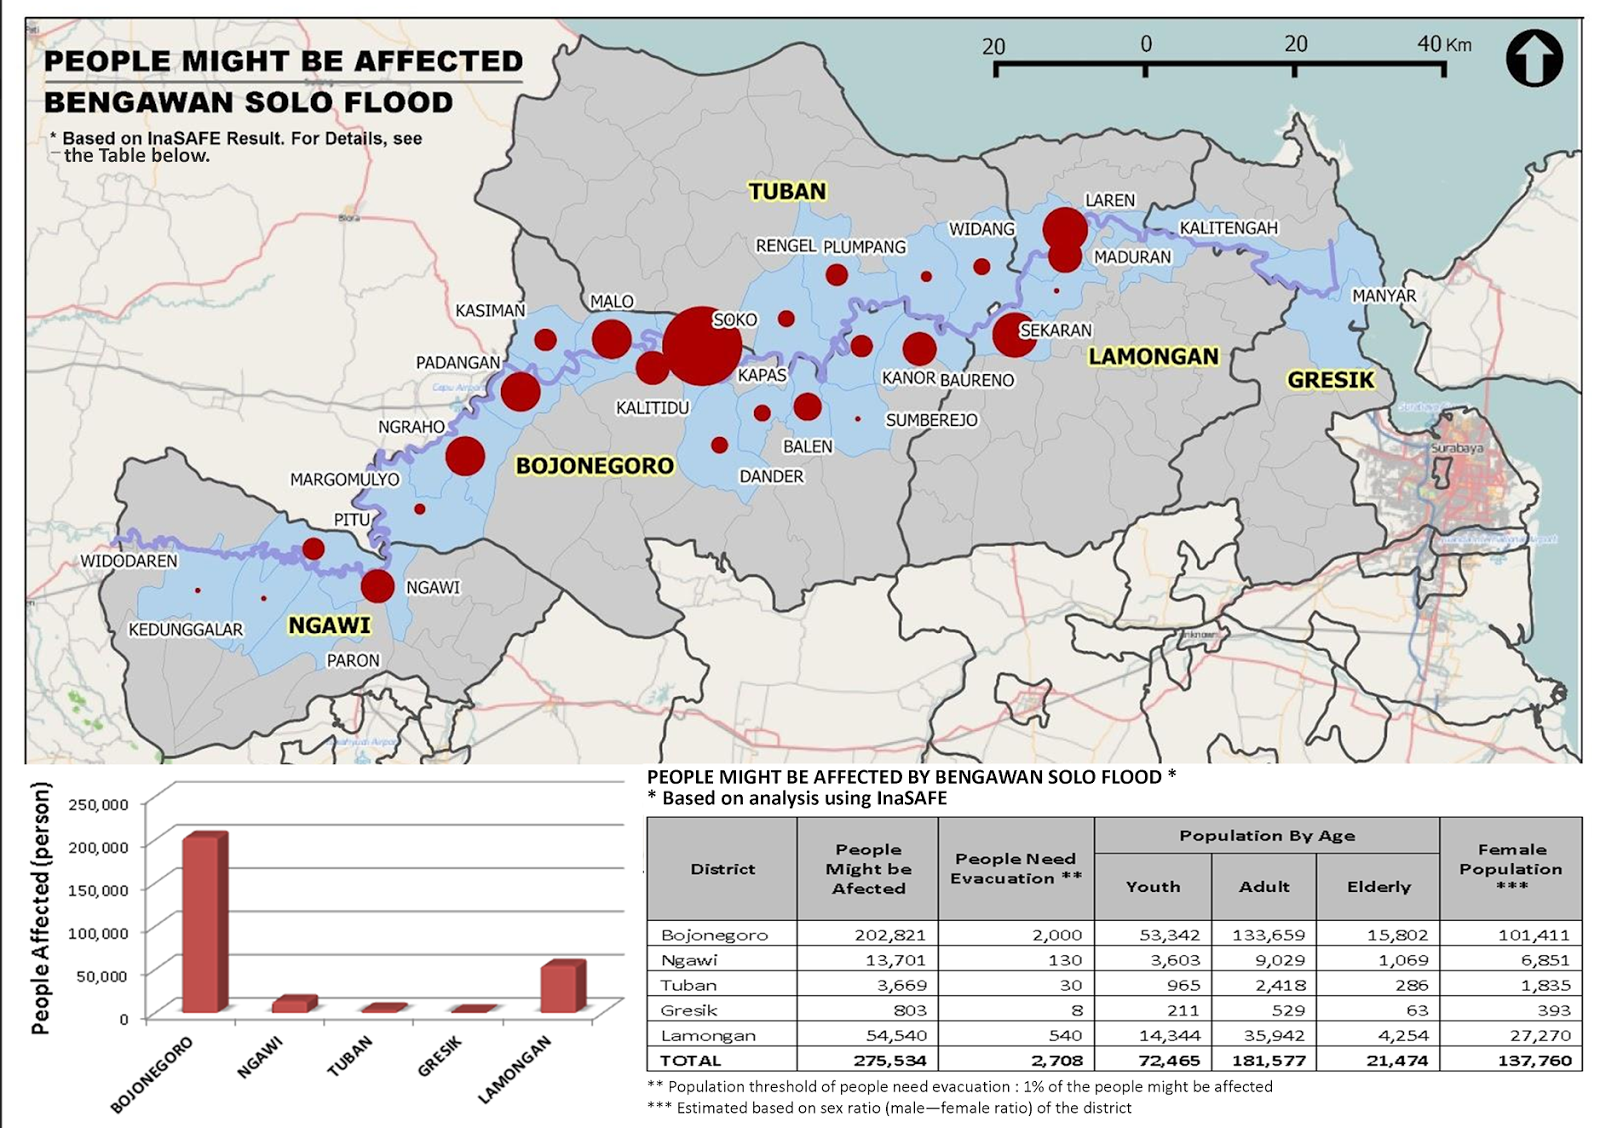 PEOPLE MIGHT BE AFFECTED
BENGAWAN SOLO FLOOD
* Based on InaSAFE Result. For Details, see
the Table below.
20 0 20 40 Km
TUBAN
LAREN
KALITENGAH
WIDANG
RENGEL PLUMPANG
MADURAN
Blora
MANYAR
KASIMAN
MALO
SOKO
SEKARAN
LAMONGAN
PADANGAN
KAPAS
KANOR BAURENO
GRESIK
KALITIDU
SUMBEREJO
NGRAHO
BALEN
Surabaya
BOJONEGORO
DANDER
MARGOMULYO
PITU
WIDODAREN
NGAWI
KEDUNGGALAR
NGAWI
PARON
unknown
People Affected (person)
250,000
200,000
150,000
100,000
50,000
0
BOJONEGORO
NGAWI
TUBAN
GRESIK
LAMONGAN
PEOPLE MIGHT BE AFFECTED BY BENGAWAN SOLO FLOOD *
* Based on analysis using InaSAFE
District
People
Might be
Afected
People Need
Evacuation **
Population By Age
Youth Adult Elderly
Female
Population
***
Bojonegoro 202,821 2,000 53,342 133,659 15,802 101,411
Ngawi 13,701 130 3,603 9,029 1,069 6,851
Tuban 3,669 30 965 2,418 286 1,835
Gresik 803 8 211 529 63 393
Lamongan 54,540 540 14,344 35,942 4,254 27,270
TOTAL 275,534 2,708 72,465 181,577 21,474 137,760
** Population threshold of people need evacuation : 1% of the people might be affected
*** Estimated based on sex ratio (male—female ratio) of the district